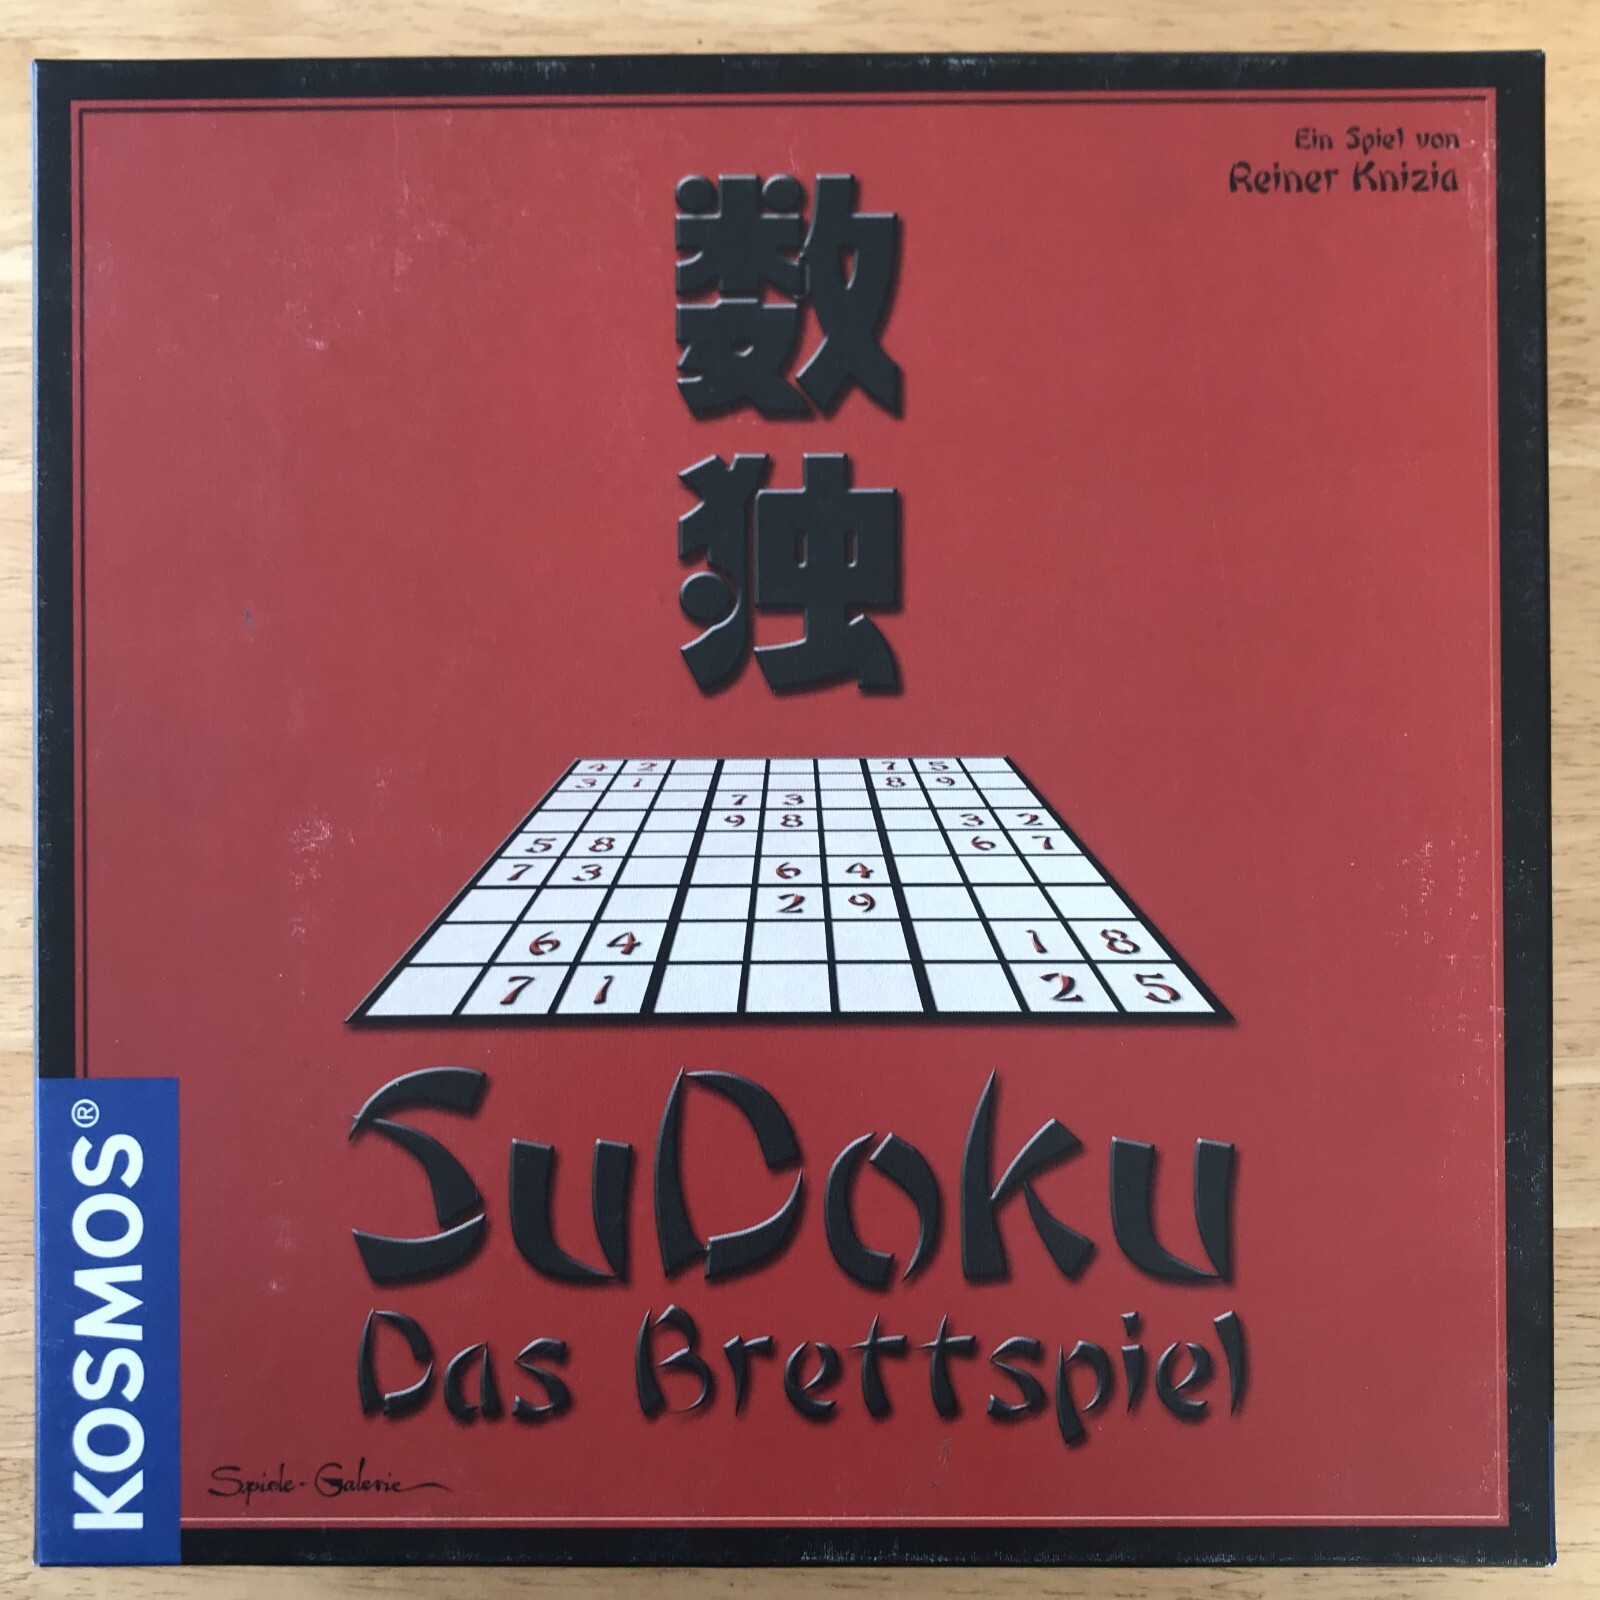 Ein Spiel von
Reiner Knizia
数
独
4 2 7 5
3 1 8 9
7 3
9 8 3 2
5 8 6 7
7 3 6 4
2 9
6 4 1 8
7 1 2 5
SuDoku
Das Brettspiel
KOSMOS®
Spiele-Galerie